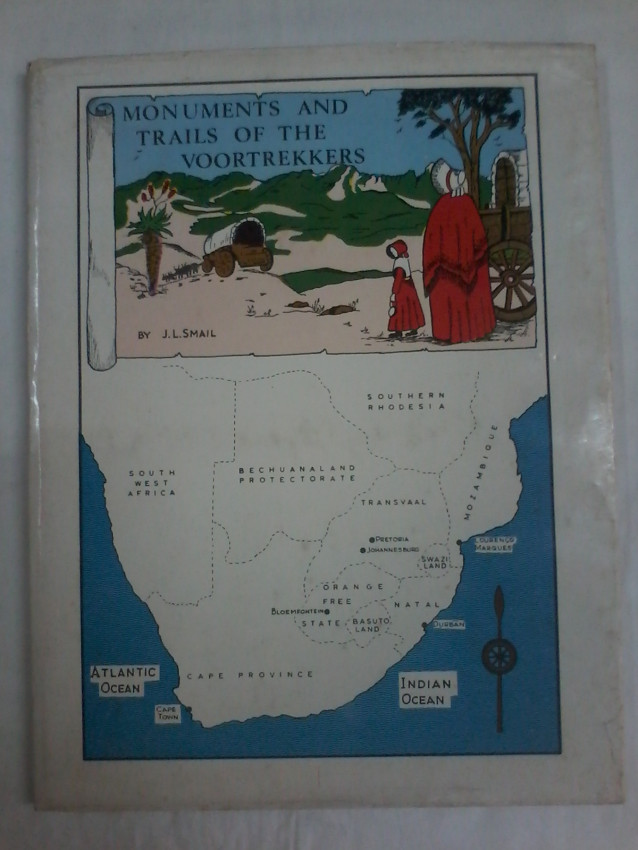 MONUMENTS AND
TRAILS OF THE
VOORTREKKERS
BY J.L.SMAIL
SOUTHERN
RHODESIA
MOZAMBIQUE
SOUTH
WEST
AFRICA
BECHUANALAND
PROTECTORATE
TRANSVAAL
PRETORIA
JOHANNESBURG
LOURENÇO
MARQUES
SWAZI
LAND
ORANGE
FREE
STATE
NATAL
BLOEMFONTEIN
BASUTO
LAND
DURBAN
ATLANTIC
OCEAN
CAPE PROVINCE
INDIAN
OCEAN
CAPE
TOWN